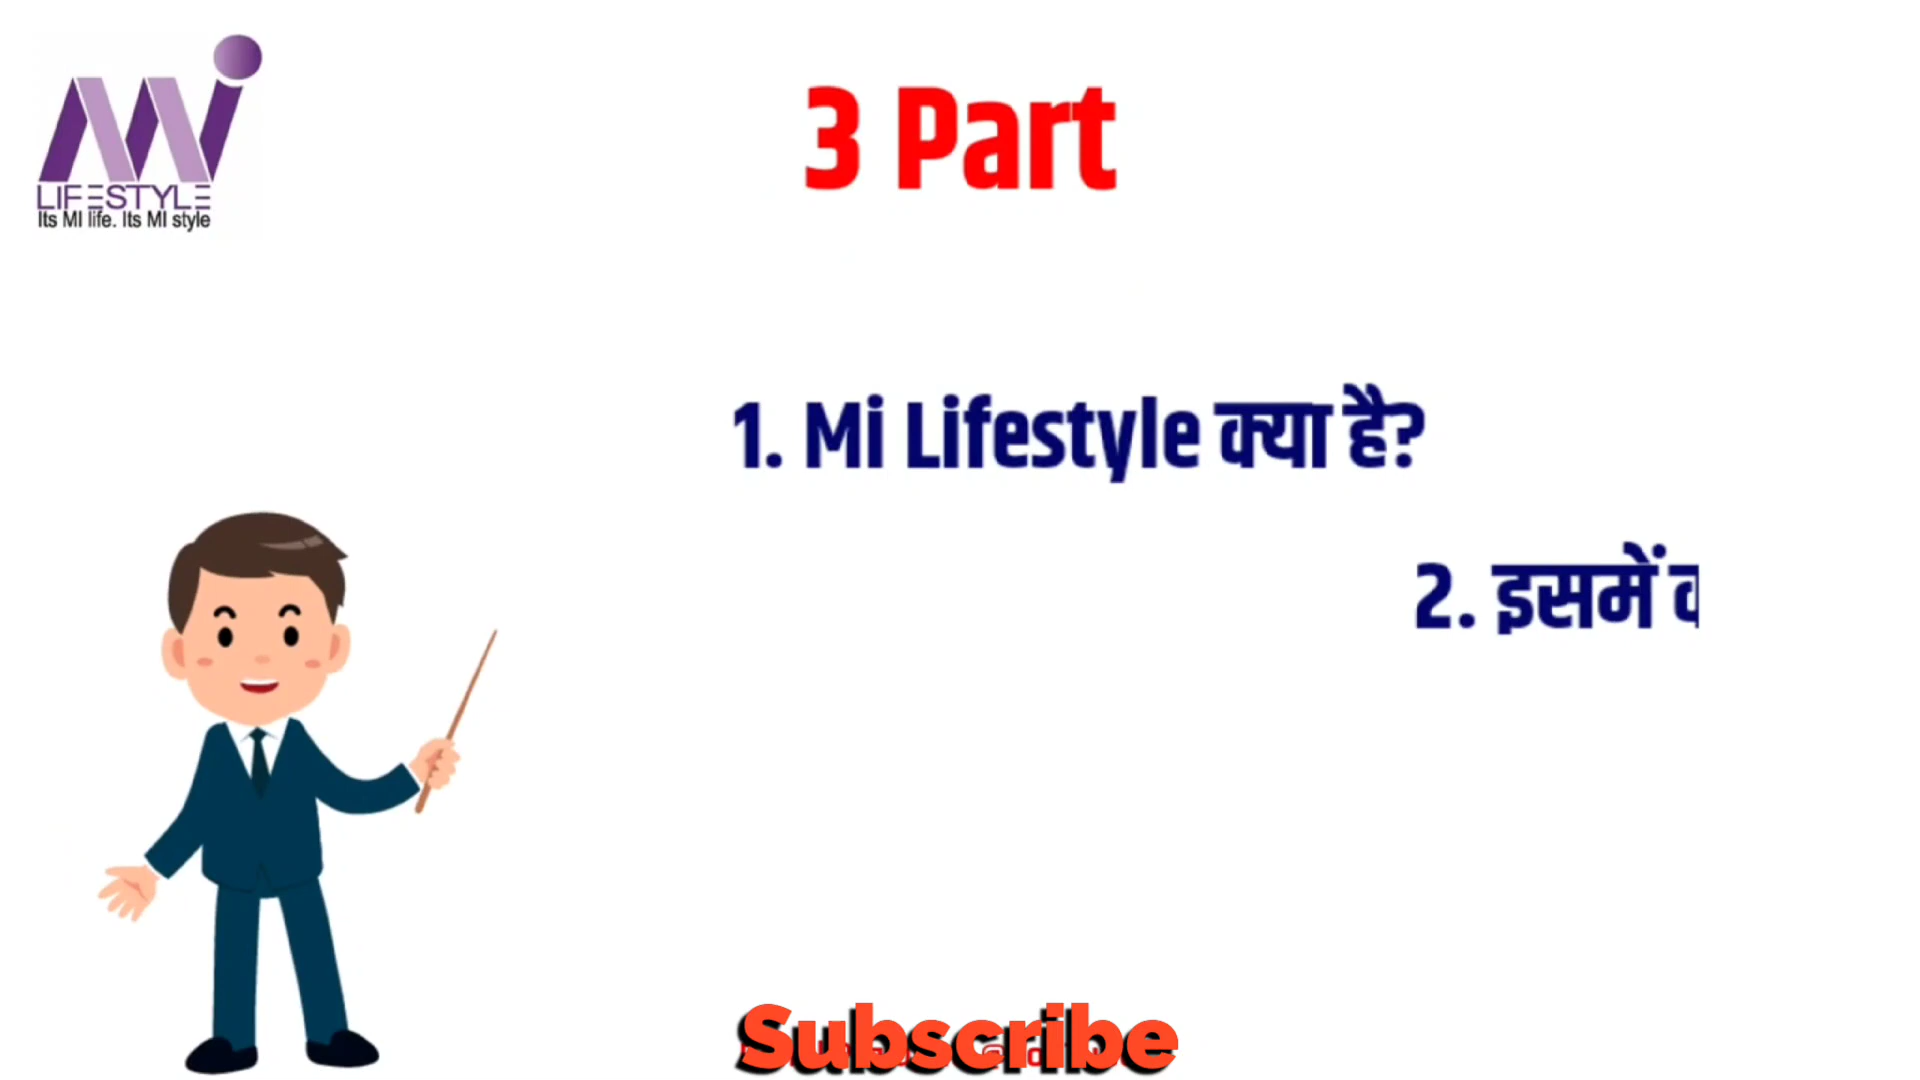 LIFESTYLE
Its MI life. Its MI style
3 Part
1. Mi Lifestyle क्या है?
2. इसमें
Subscribe